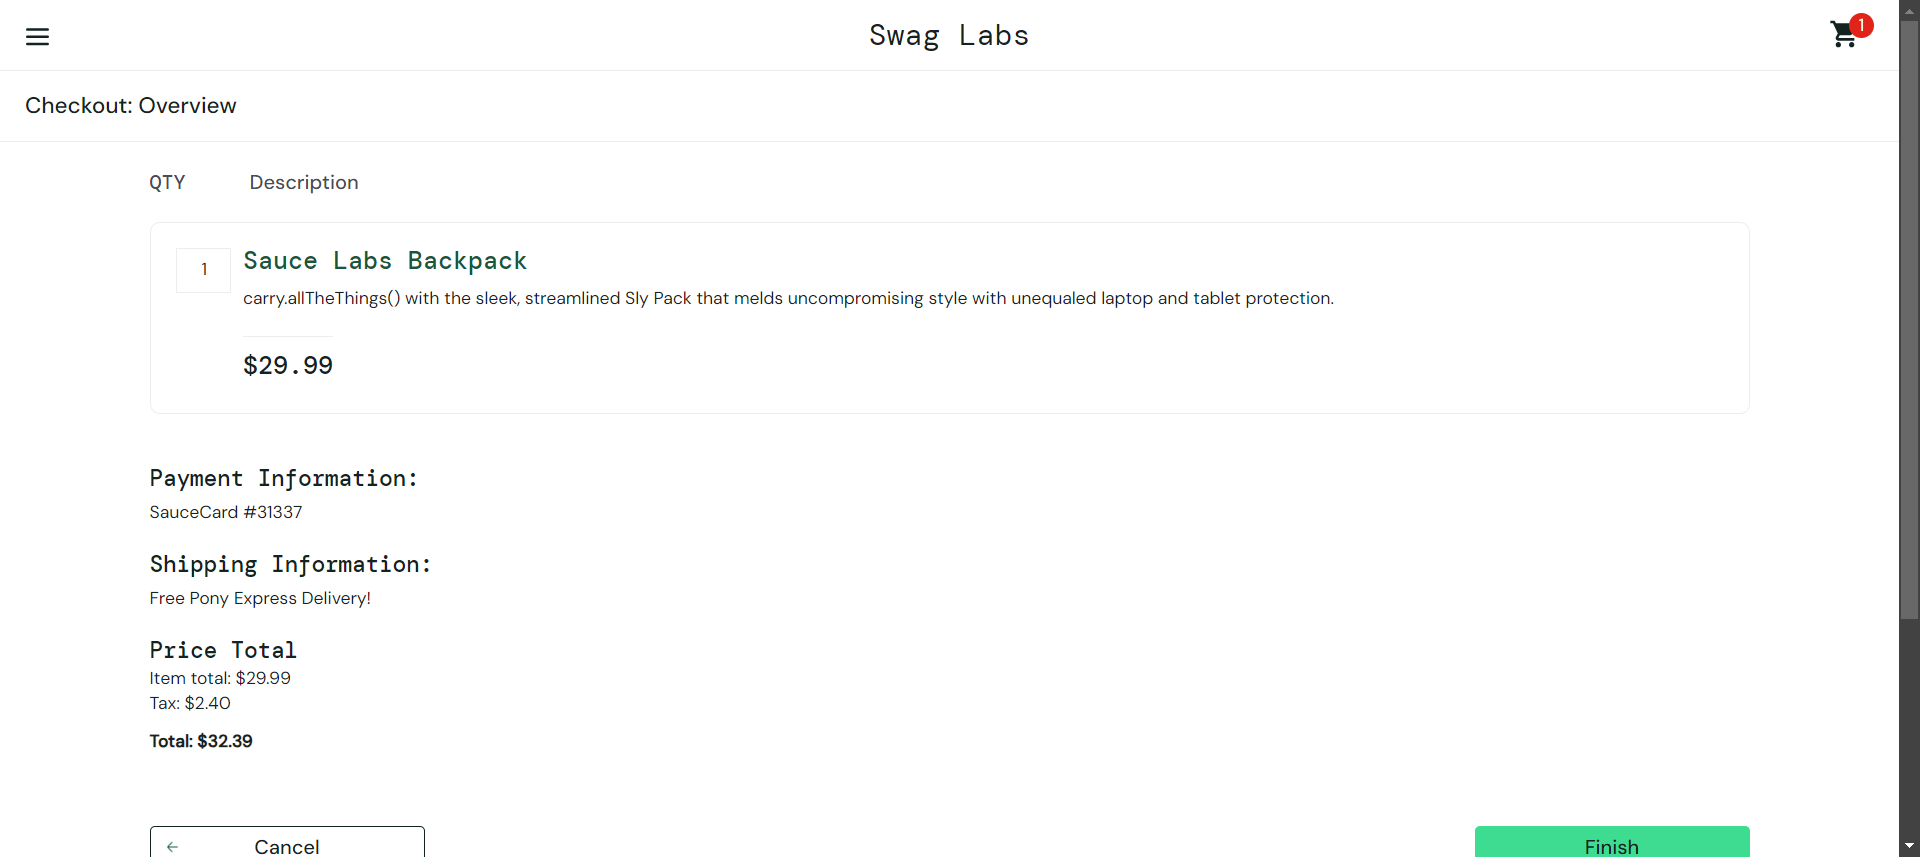 Swag Labs
1
Checkout: Overview
QTY Description
1
Sauce Labs Backpack
carry.allTheThings() with the sleek, streamlined Sly Pack that melds uncompromising style with unequaled laptop and tablet protection.
$29.99
Payment Information:
SauceCard #31337
Shipping Information:
Free Pony Express Delivery!
Price Total
Item total: $29.99
Tax: $2.40
Total: $32.39
Cancel
Finish